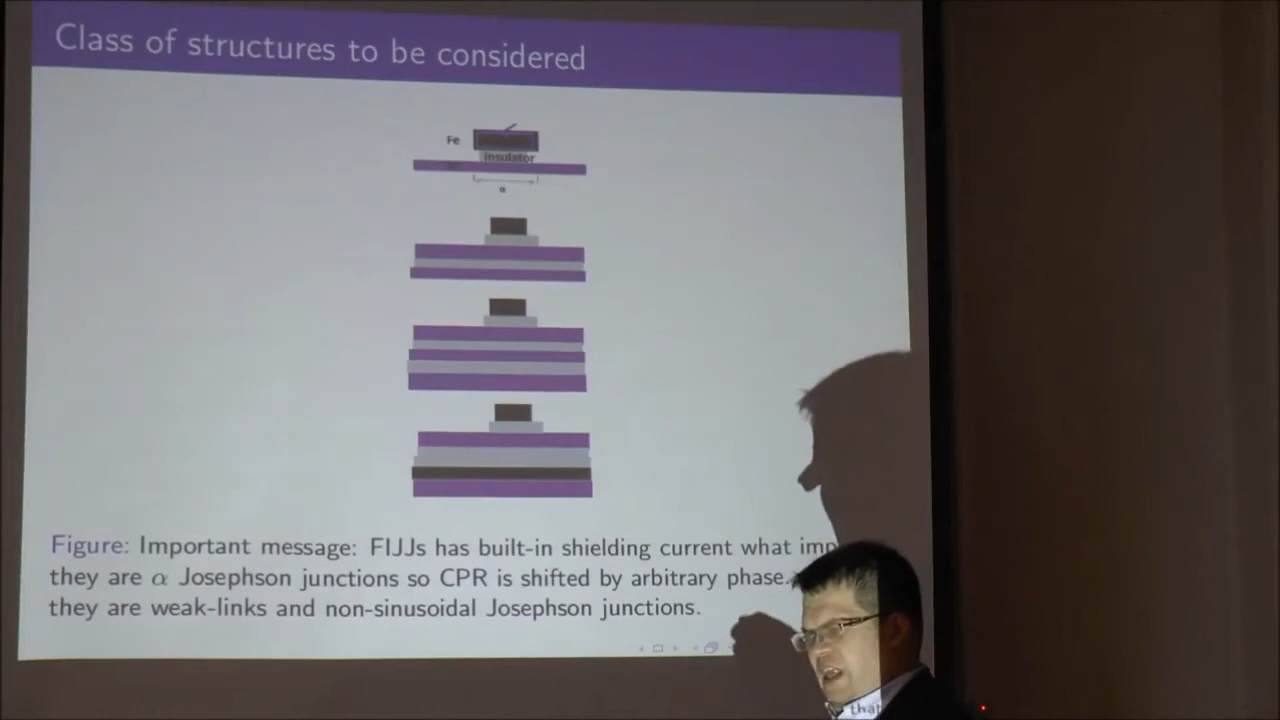 Class of structures to be considered
Fe
insulator
α
Figure: Important message: FIJJs has built-in shielding current what imp
they are α Josephson junctions so CPR is shifted by arbitrary phase.
they are weak-links and non-sinusoidal Josephson junctions.
that